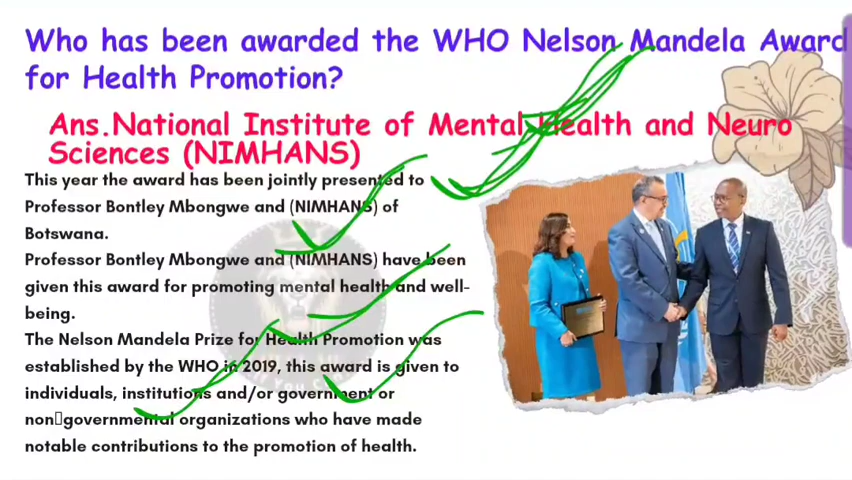 Who has been awarded the WHO Nelson Mandela Award
for Health Promotion?
Ans.National Institute of Mental Health and Neuro
Sciences (NIMHANS)
This year the award has been jointly presented to
Professor Bontley Mbongwe and (NIMHANS) of
Botswana.
Professor Bontley Mbongwe and (NIMHANS) have been
given this award for promoting mental health and well-
being.
The Nelson Mandela Prize for Health Promotion was
established by the WHO in 2019, this award is given to
individuals, institutions and/or government or
non▯governmental organizations who have made
notable contributions to the promotion of health.